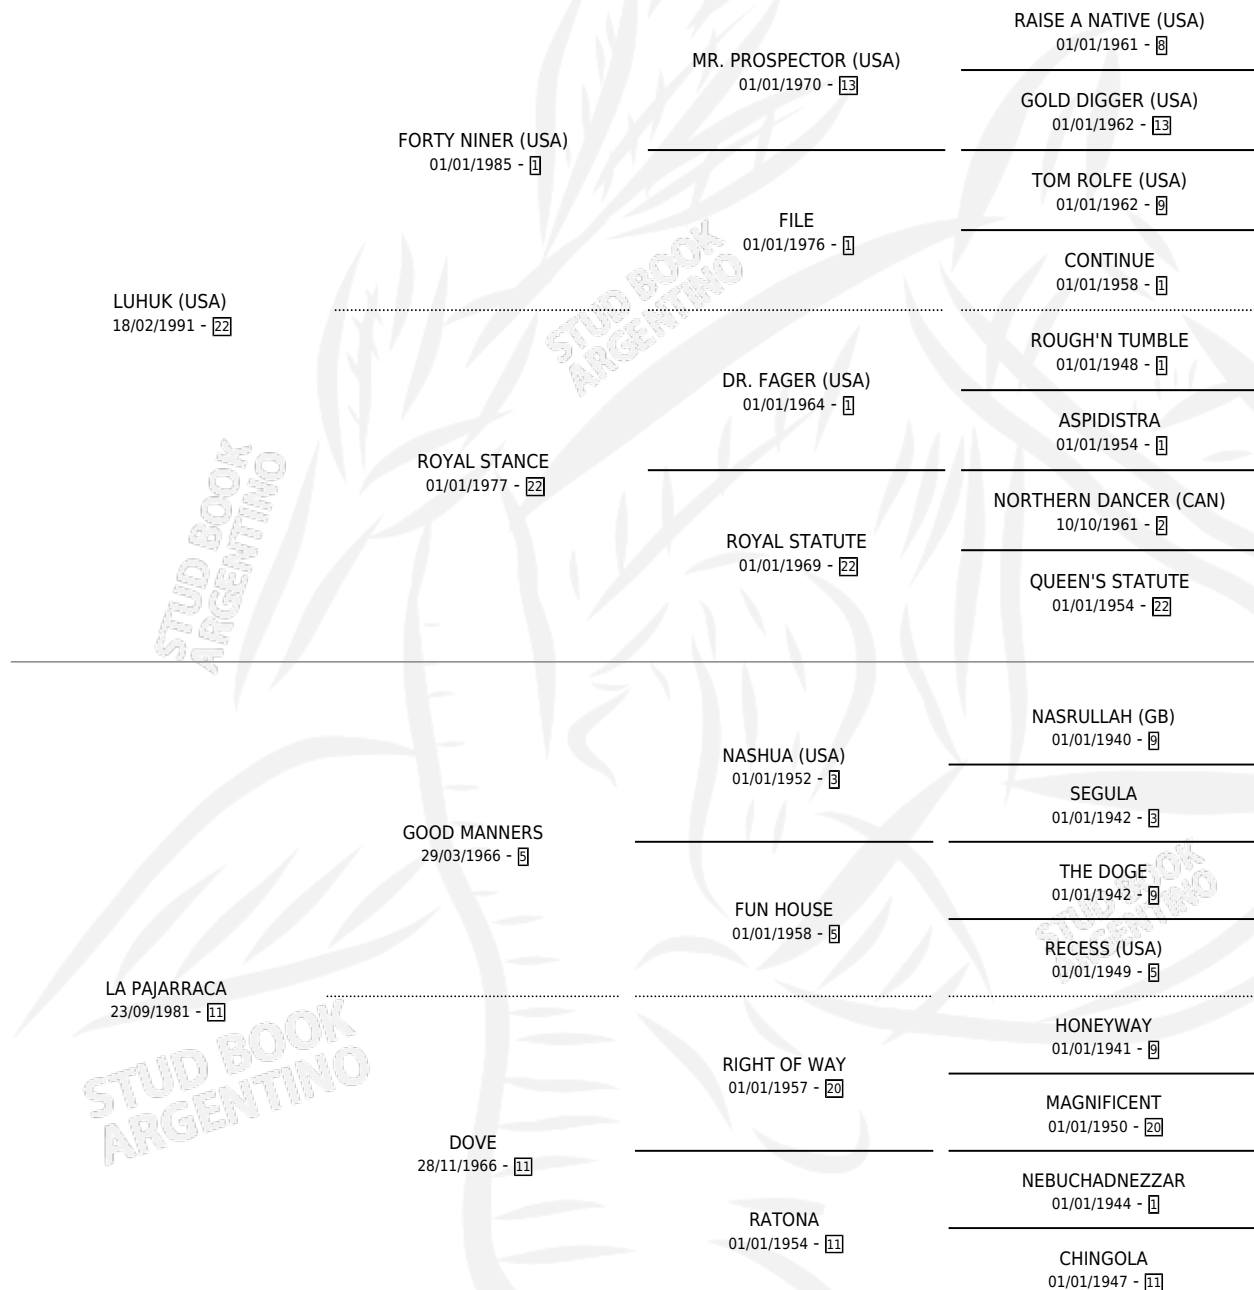 RAISE A NATIVE (USA)
01/01/1961 - 8
MR. PROSPECTOR (USA)
01/01/1970 - 13
GOLD DIGGER (USA)
01/01/1962 - 13
FORTY NINER (USA)
01/01/1985 - 1
TOM ROLFE (USA)
01/01/1962 - 9
FILE
01/01/1976 - 1
CONTINUE
01/01/1958 - 1
LUHUK (USA)
18/02/1991 - 22
ROUGH'N TUMBLE
01/01/1948 - 1
DR. FAGER (USA)
01/01/1964 - 1
ASPIDISTRA
01/01/1954 - 1
ROYAL STANCE
01/01/1977 - 22
NORTHERN DANCER (CAN)
10/10/1961 - 2
ROYAL STATUTE
01/01/1969 - 22
QUEEN'S STATUTE
01/01/1954 - 22
NASRULLAH (GB)
01/01/1940 - 9
NASHUA (USA)
01/01/1952 - 3
SEGULA
01/01/1942 - 3
GOOD MANNERS
29/03/1966 - 5
THE DOGE
01/01/1942 - 9
FUN HOUSE
01/01/1958 - 5
RECESS (USA)
01/01/1949 - 5
LA PAJARRACA
23/09/1981 - 11
HONEYWAY
01/01/1941 - 9
RIGHT OF WAY
01/01/1957 - 20
MAGNIFICENT
01/01/1950 - 20
DOVE
28/11/1966 - 11
NEBUCHADNEZZAR
01/01/1944 - 1
RATONA
01/01/1954 - 11
CHINGOLA
01/01/1947 - 11
STUD BOOK
ARGENTINO
STUD BOOK
ARGENTINO
STUD BOOK
ARGENTINO
STUD BOOK
ARGENTINO